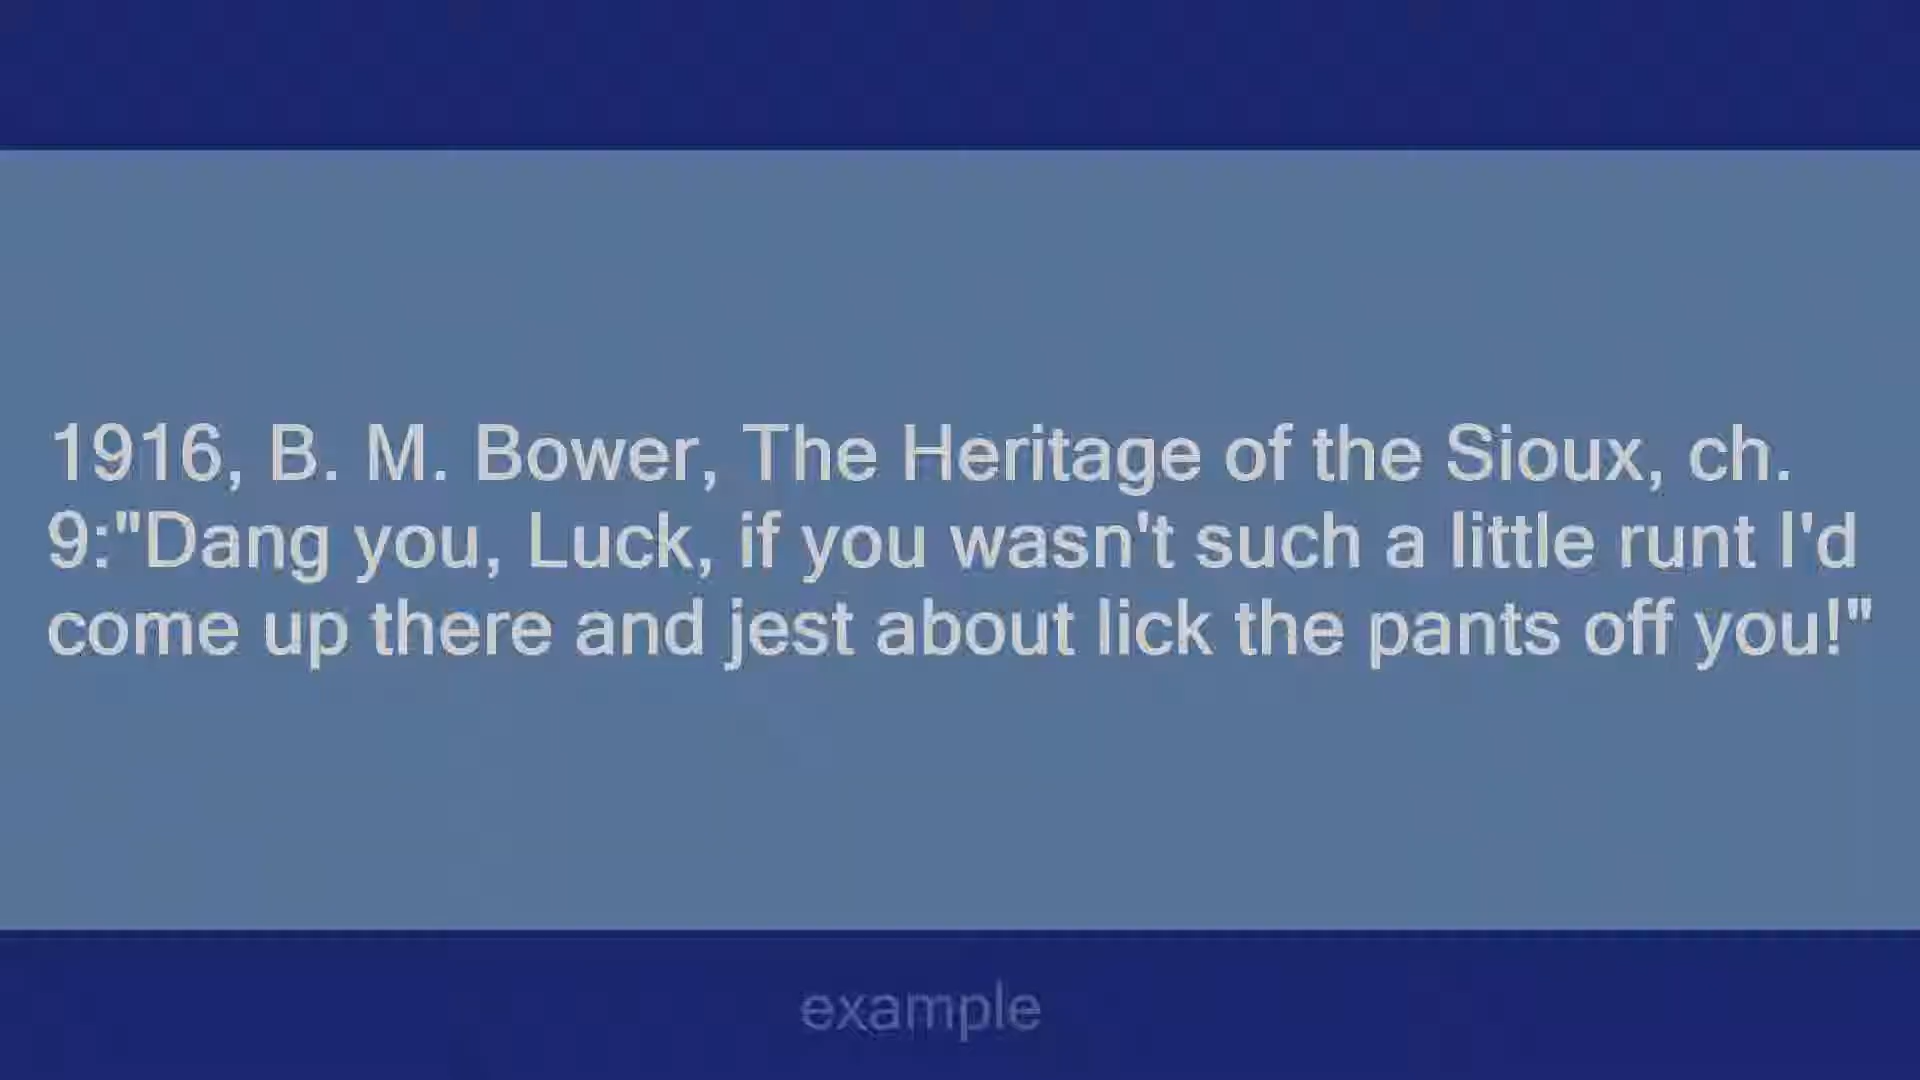 1916, B. M. Bower, The Heritage of the Sioux, ch.
9:"Dang you, Luck, if you wasn't such a little runt I'd
come up there and jest about lick the pants off you!"
example